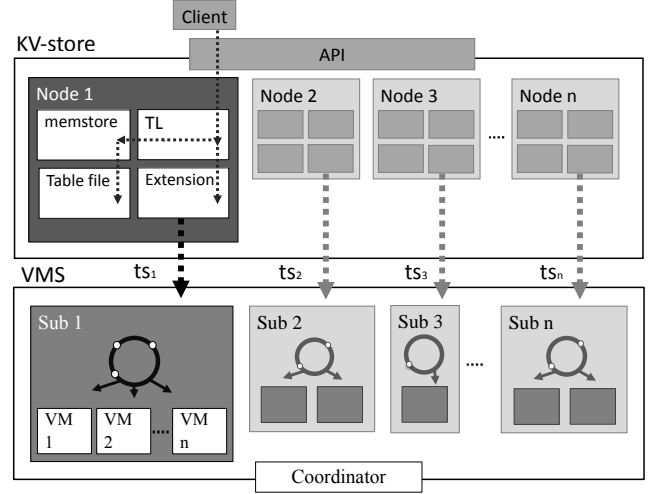 Client
KV-store
API
Node 1
Node 2
Node 3
Node n
memstore
TL
....
Table file
Extension
VMS
ts1
ts2
ts3
tsn
Sub 1
Sub 2
Sub 3
Sub n
....
VM
1
VM
2
....
VM
n
Coordinator